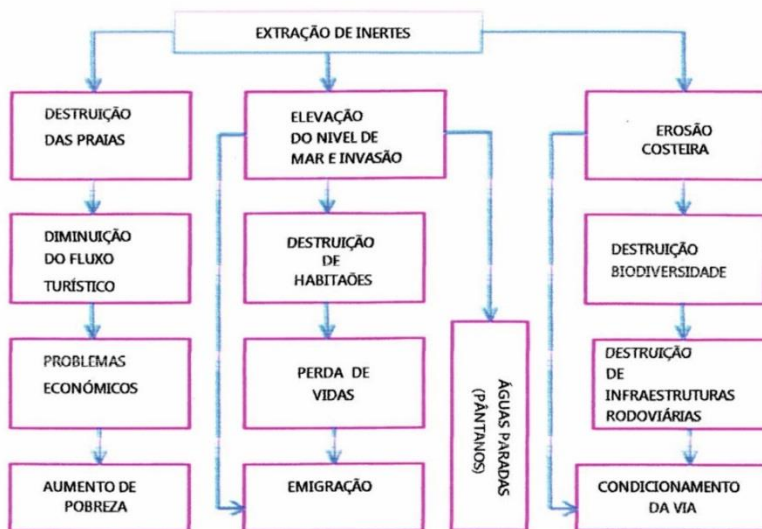 EXTRAÇÃO DE INERTES
DESTRUIÇÃO
DAS PRAIAS
ELEVAÇÃO
DO NIVEL DE
MAR E INVASÃO
EROSÃO
COSTEIRA
DIMINUIÇÃO
DO FLUXO
TURÍSTICO
DESTRUIÇÃO
DE
HABITAÕES
DESTRUIÇÃO
BIODIVERSIDADE
PROBLEMAS
ECONÓMICOS
PERDA DE
VIDAS
ÁGUAS PARADAS
(PÂNTANOS)
DESTRUIÇÃO
DE
INFRAESTRUTURAS
RODOVIÁRIAS
AUMENTO DE
POBREZA
EMIGRAÇÃO
CONDICIONAMENTO
DA VIA